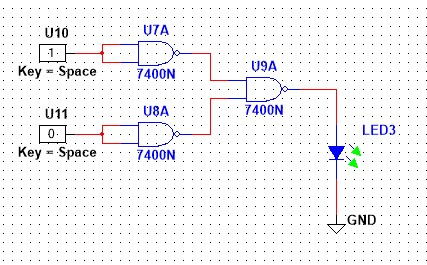 U10
1
Key = Space
U7A
7400N
U9A
7400N
U11
0
Key = Space
U8A
7400N
LED3
GND